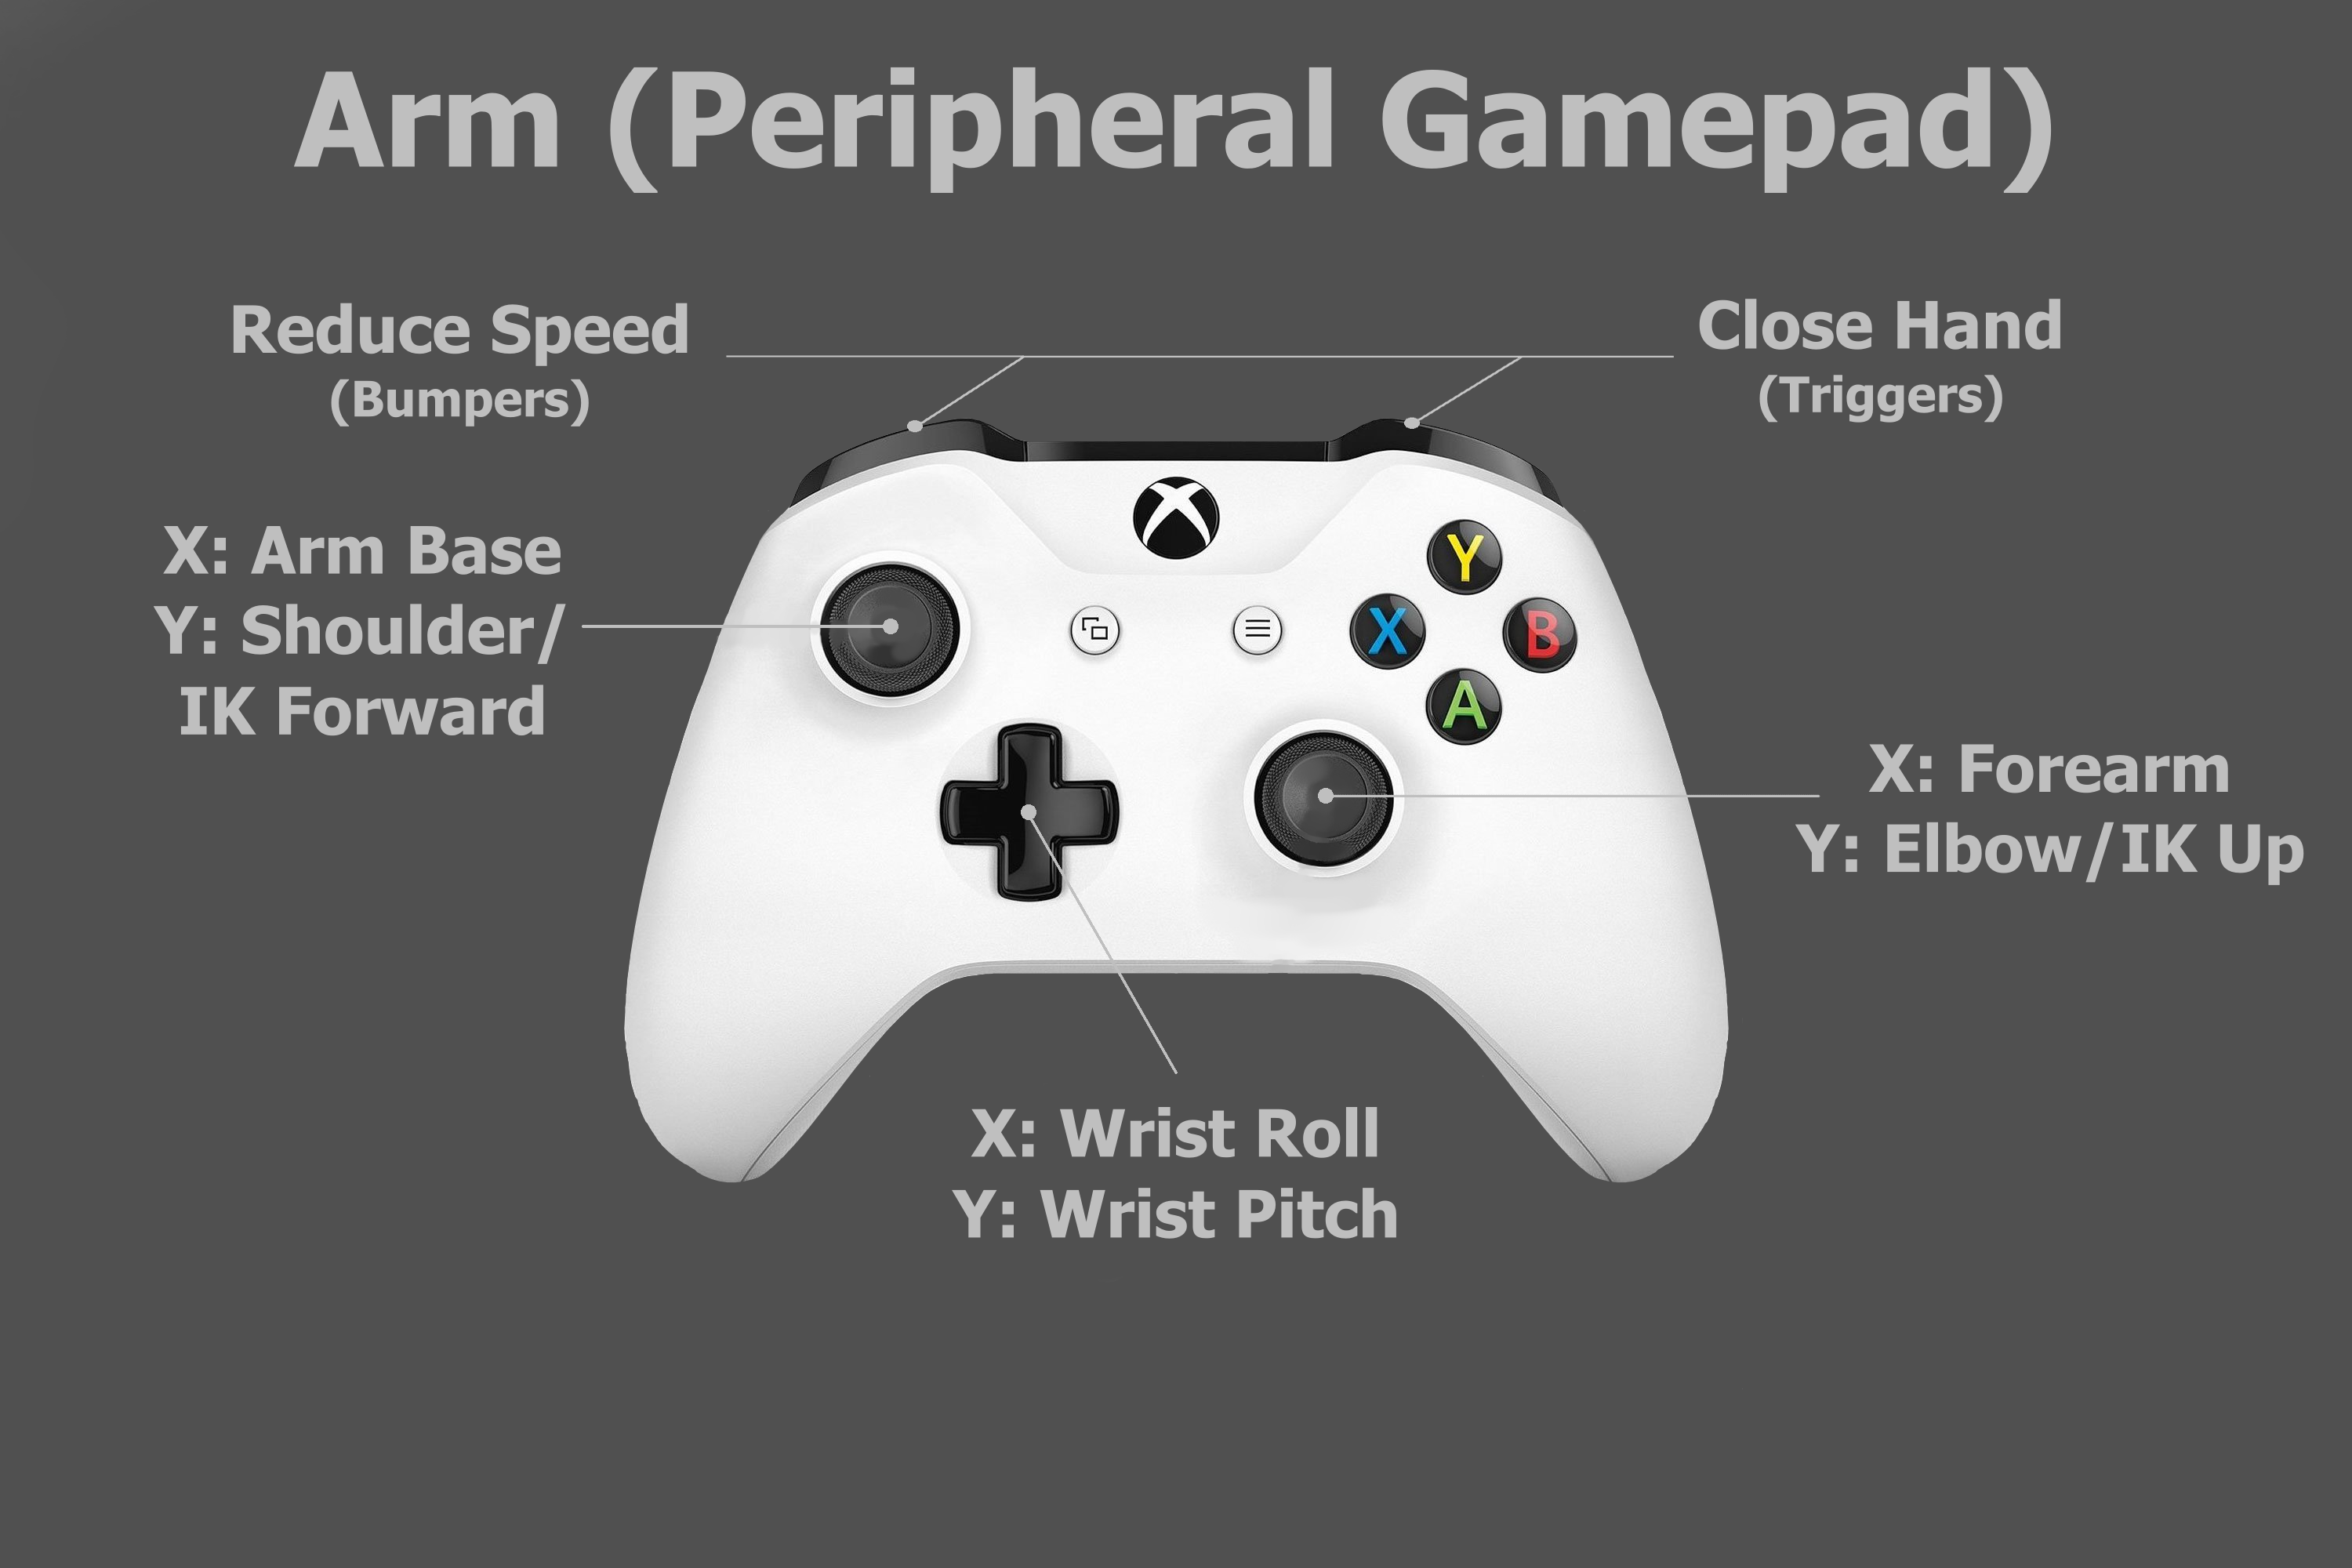 Arm (Peripheral Gamepad)
Reduce Speed
(Bumpers)
Close Hand
(Triggers)
X: Arm Base
Y: Shoulder/
IK Forward
Y
X
B
A
X: Forearm
Y: Elbow/IK Up
X: Wrist Roll
Y: Wrist Pitch